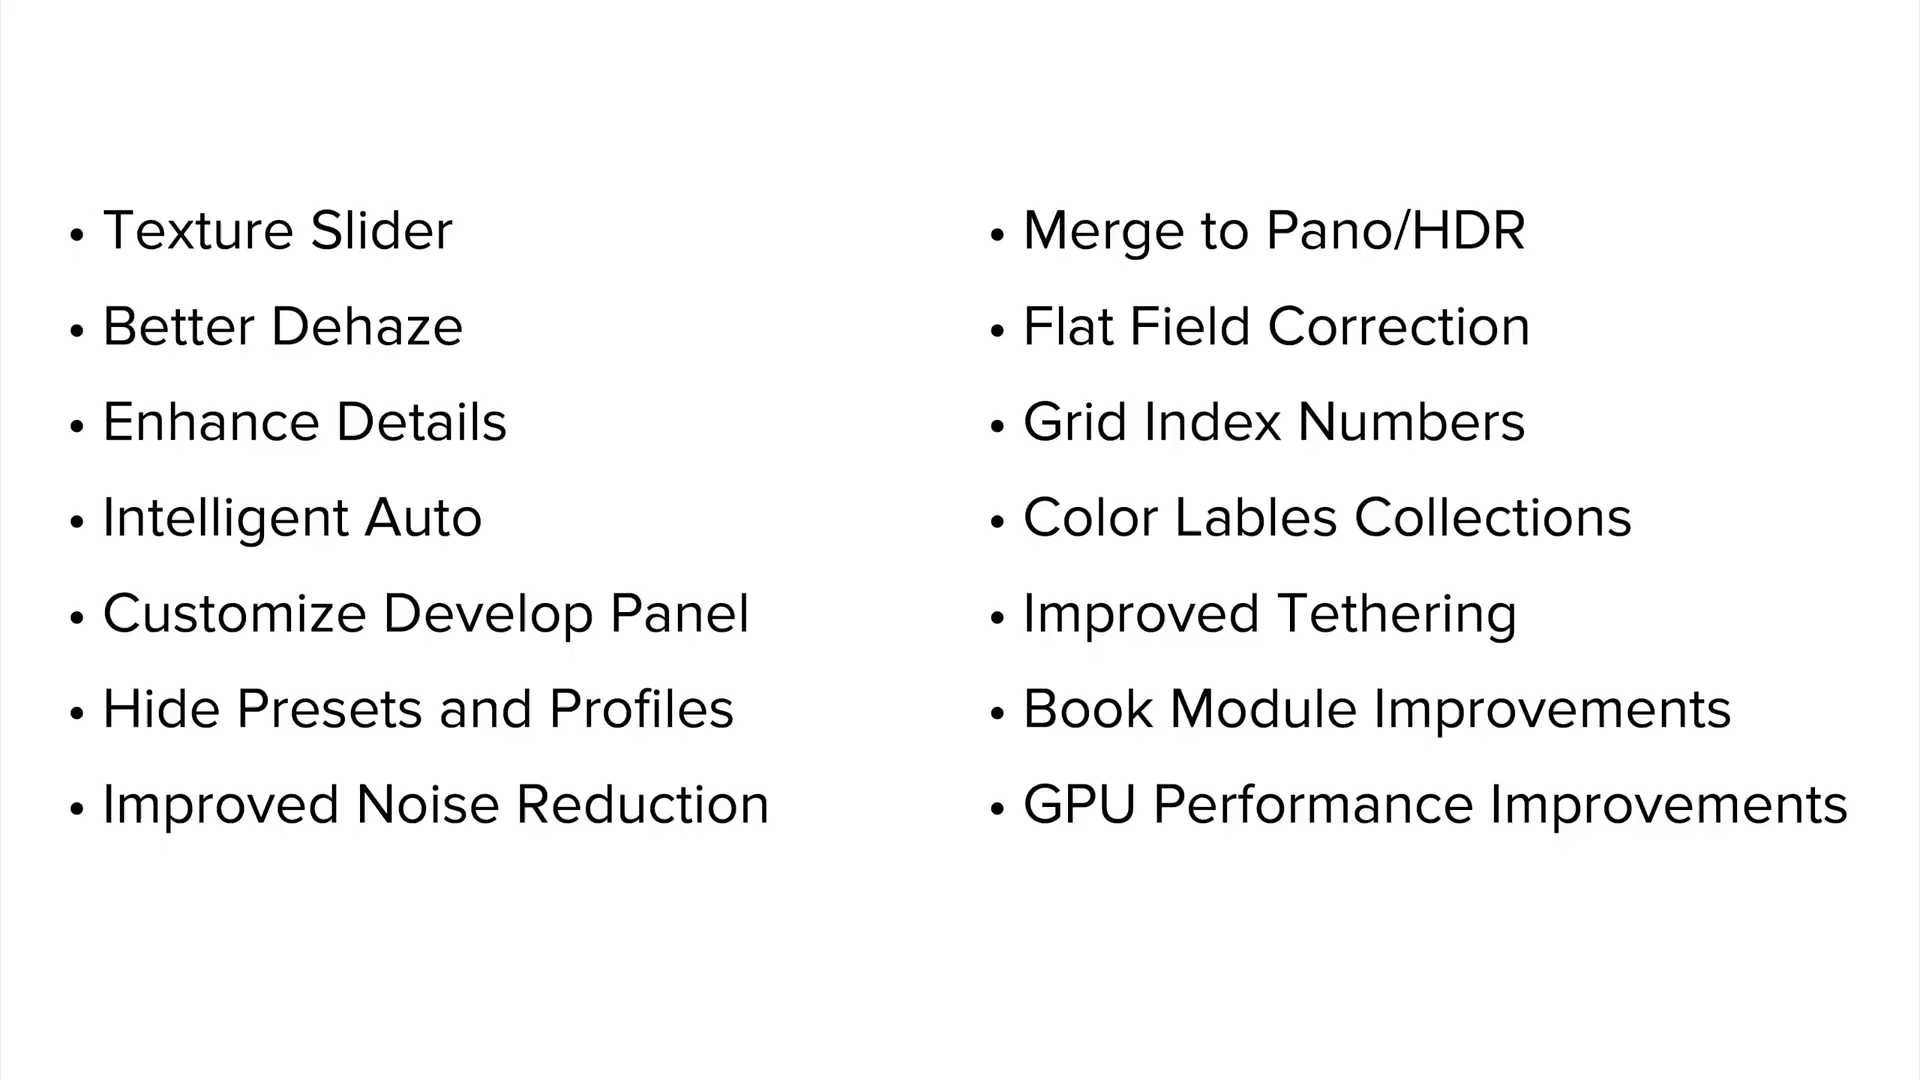 • Texture Slider
• Better Dehaze
• Enhance Details
• Intelligent Auto
• Customize Develop Panel
• Hide Presets and Profiles
• Improved Noise Reduction
• Merge to Pano/HDR
• Flat Field Correction
• Grid Index Numbers
• Color Lables Collections
• Improved Tethering
• Book Module Improvements
• GPU Performance Improvements